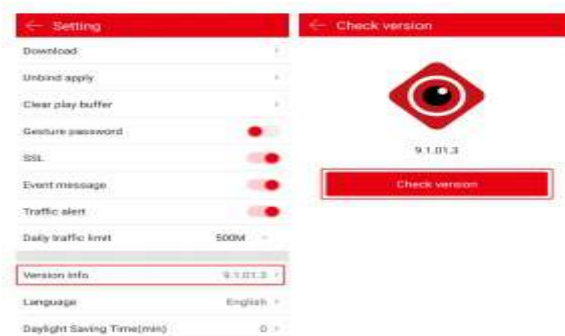 Setting
Download
Unbind apply
Clear play buffer
Gesture password
SSL
Event message
Traffic alert
Daily traffic limit 500M
Version info 9.1.01.3
Language English
Daylight Saving Time(min) 0
Check version
9.1.01.3
Check version